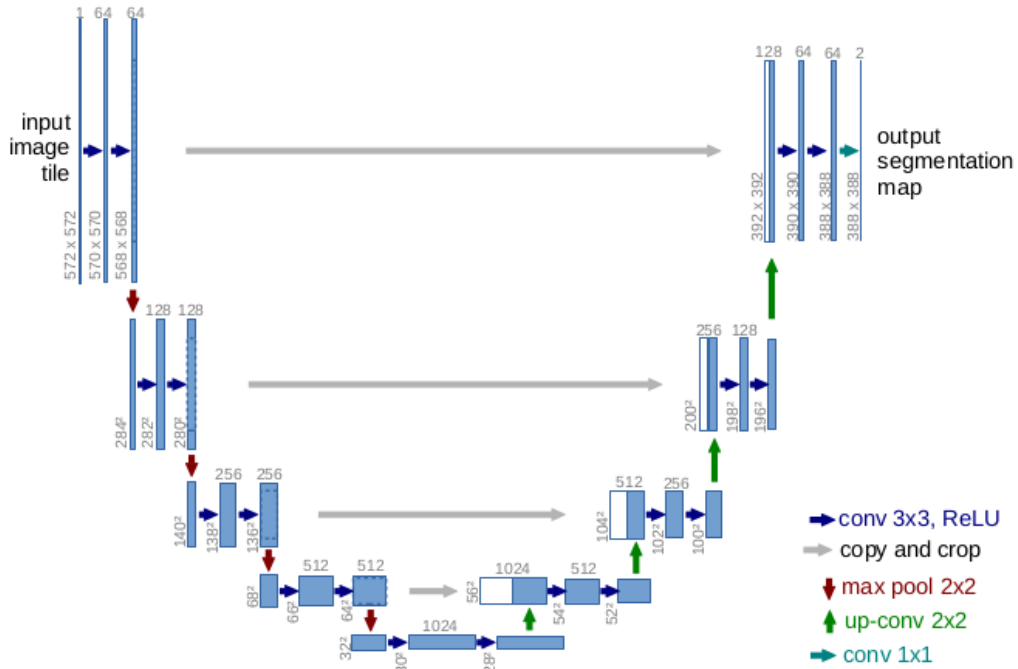 1 64 64
128 64 64 2
input
image
tile
output
segmentation
map
572 x 572
570 x 570
568 x 568
392 x 392
390 x 390
388 x 388
388 x 388
128 128
256 128
284²
282²
280²
200²
198²
196²
256 256
512 256
140²
138²
136²
104²
102²
100²
512 512
1024 512
68²
66²
64²
56²
54²
52²
1024
32²
conv 3x3, ReLU
copy and crop
max pool 2x2
up-conv 2x2
conv 1x1